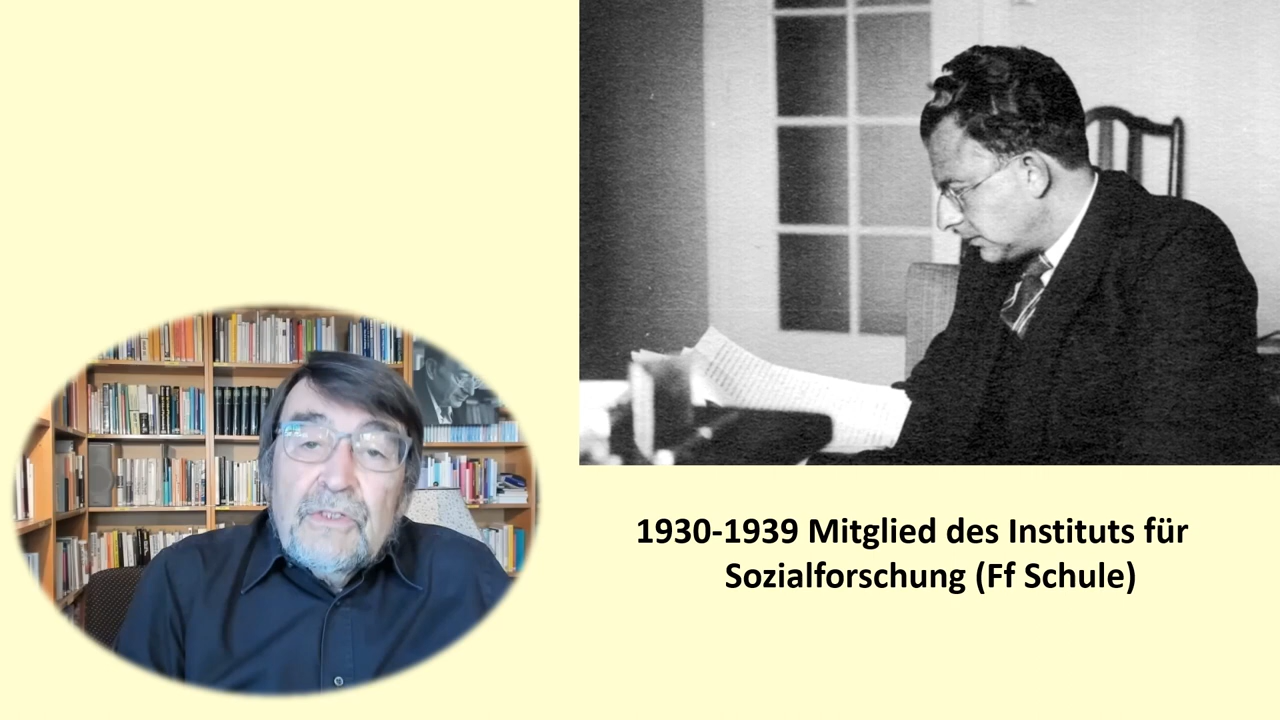 1930-1939 Mitglied des Instituts für
Sozialforschung (Ff Schule)